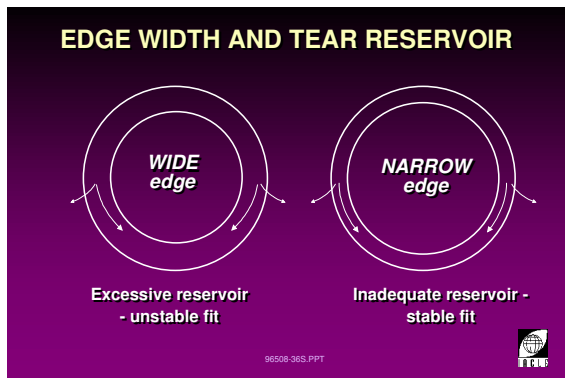 EDGE WIDTH AND TEAR RESERVOIR
WIDE
edge
NARROW
edge
Excessive reservoir
- unstable fit
Inadequate reservoir -
stable fit
96508-36S.PPT
IACLE